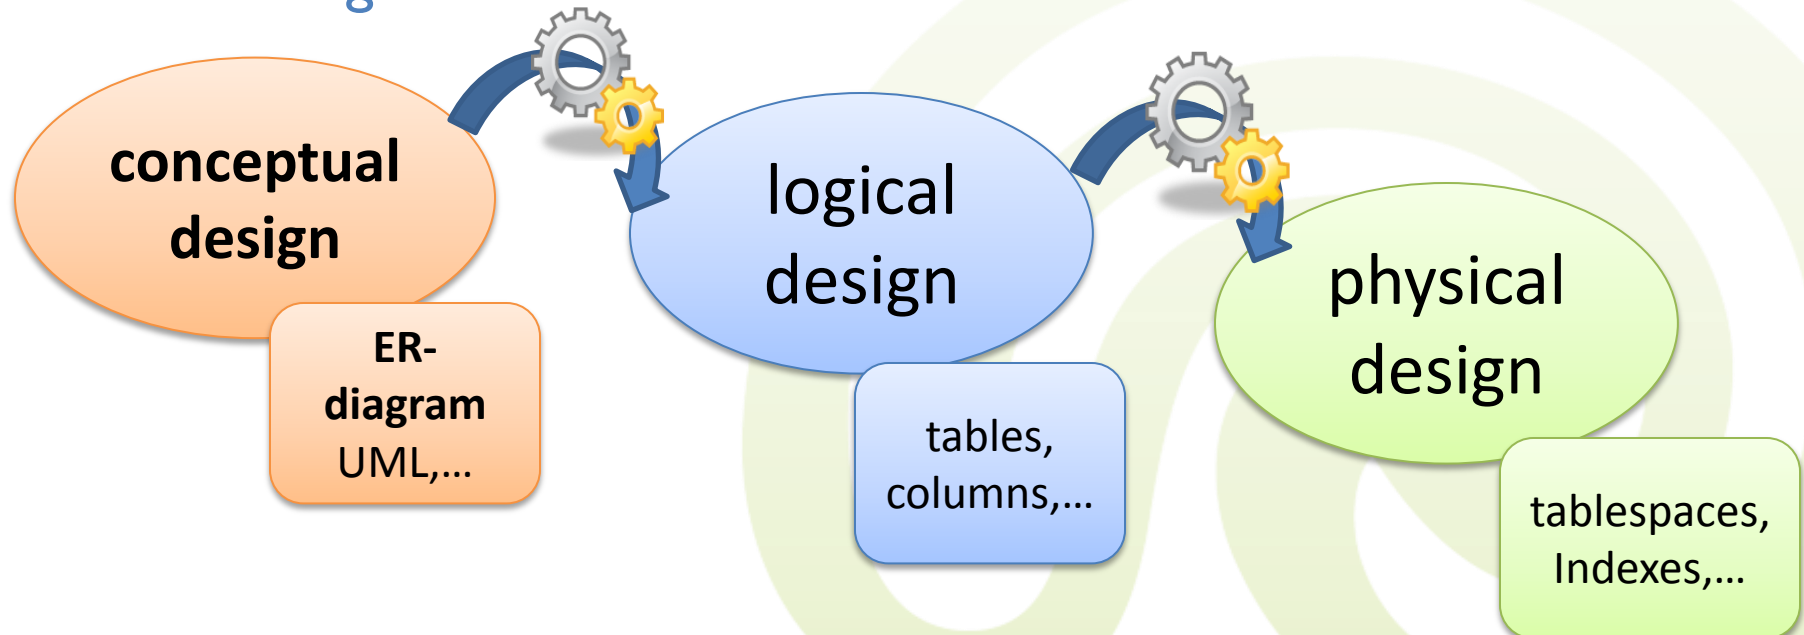 conceptual
design
ER-
diagram
UML,...
logical
design
tables,
columns,...
physical
design
tablespaces,
Indexes,...